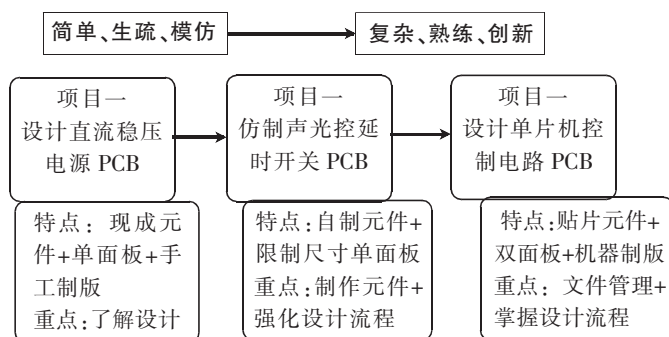 简单、生疏、模仿
复杂、熟练、创新
项目一
设计直流稳压
电源 PCB
项目一
仿制声光控延
时开关 PCB
项目一
设计单片机控
制电路 PCB
特点：现成元
件+单面板+手
工制版
重点：了解设计
特点：自制元件+
限制尺寸单面板
重点：制作元件+
强化设计流程
特点：贴片元件+
双面板+机器制版
重点：文件管理+
掌握设计流程